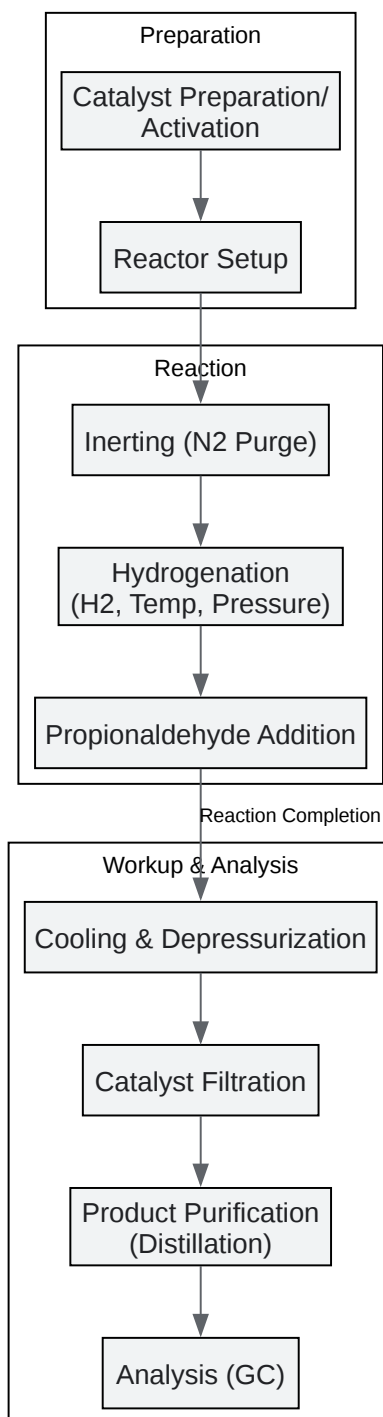 Preparation
Catalyst Preparation/
Activation
Reactor Setup
Reaction
Inerting (N2 Purge)
Hydrogenation
(H2, Temp, Pressure)
Propionaldehyde Addition
Reaction Completion
Workup & Analysis
Cooling & Depressurization
Catalyst Filtration
Product Purification
(Distillation)
Analysis (GC)